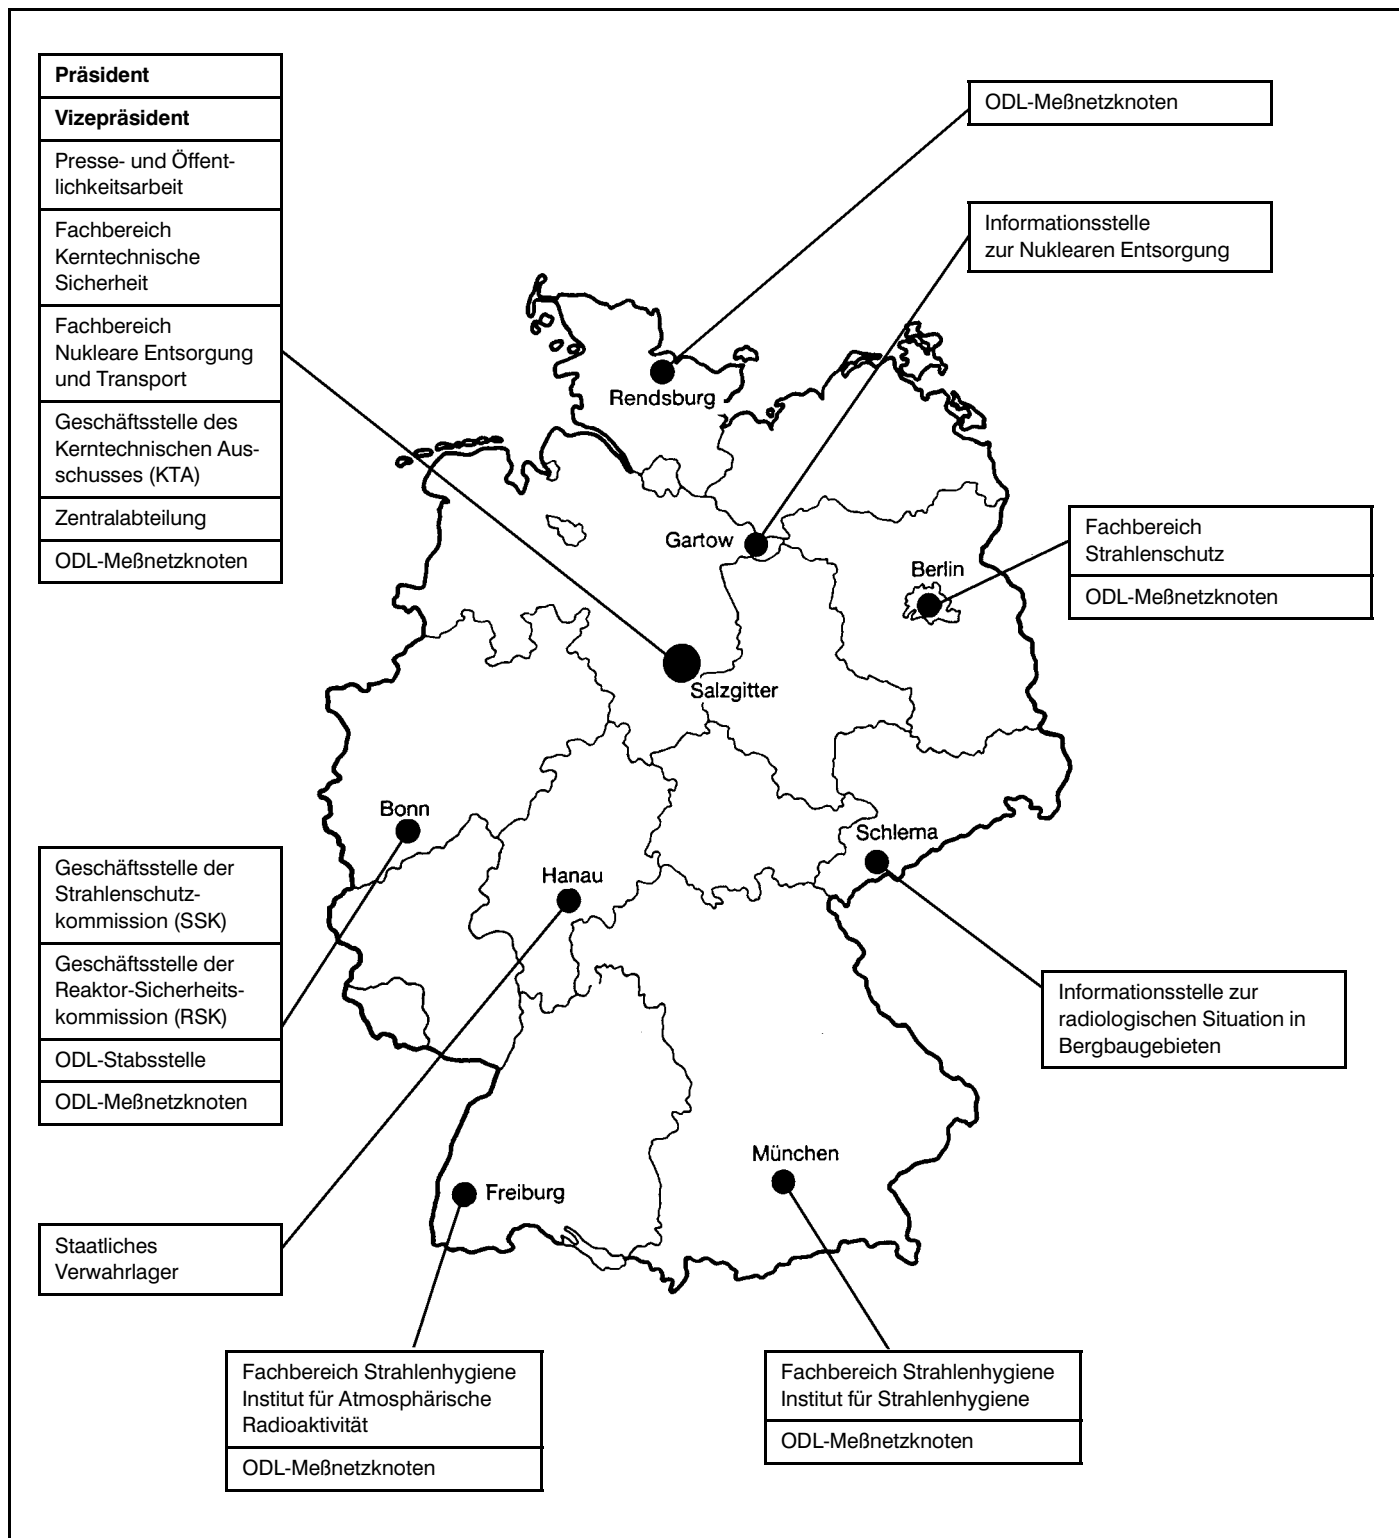 Präsident
Vizepräsident
Presse- und Öffent-
lichkeitsarbeit
Fachbereich
Kerntechnische
Sicherheit
Fachbereich
Nukleare Entsorgung
und Transport
Geschäftsstelle des
Kerntechnischen Aus-
schusses (KTA)
Zentralabteilung
ODL-Meßnetzknoten
ODL-Meßnetzknoten
Informationsstelle
zur Nuklearen Entsorgung
Rendsburg
Gartow
Berlin
Fachbereich
Strahlenschutz
ODL-Meßnetzknoten
Salzgitter
Bonn
Schlema
Hanau
Geschäftsstelle der
Strahlenschutz-
kommission (SSK)
Geschäftsstelle der
Reaktor-Sicherheits-
kommission (RSK)
ODL-Stabsstelle
ODL-Meßnetzknoten
Informationsstelle zur
radiologischen Situation in
Bergbaugebieten
München
Freiburg
Staatliches
Verwahrlager
Fachbereich Strahlenhygiene
Institut für Atmosphärische
Radioaktivität
ODL-Meßnetzknoten
Fachbereich Strahlenhygiene
Institut für Strahlenhygiene
ODL-Meßnetzknoten